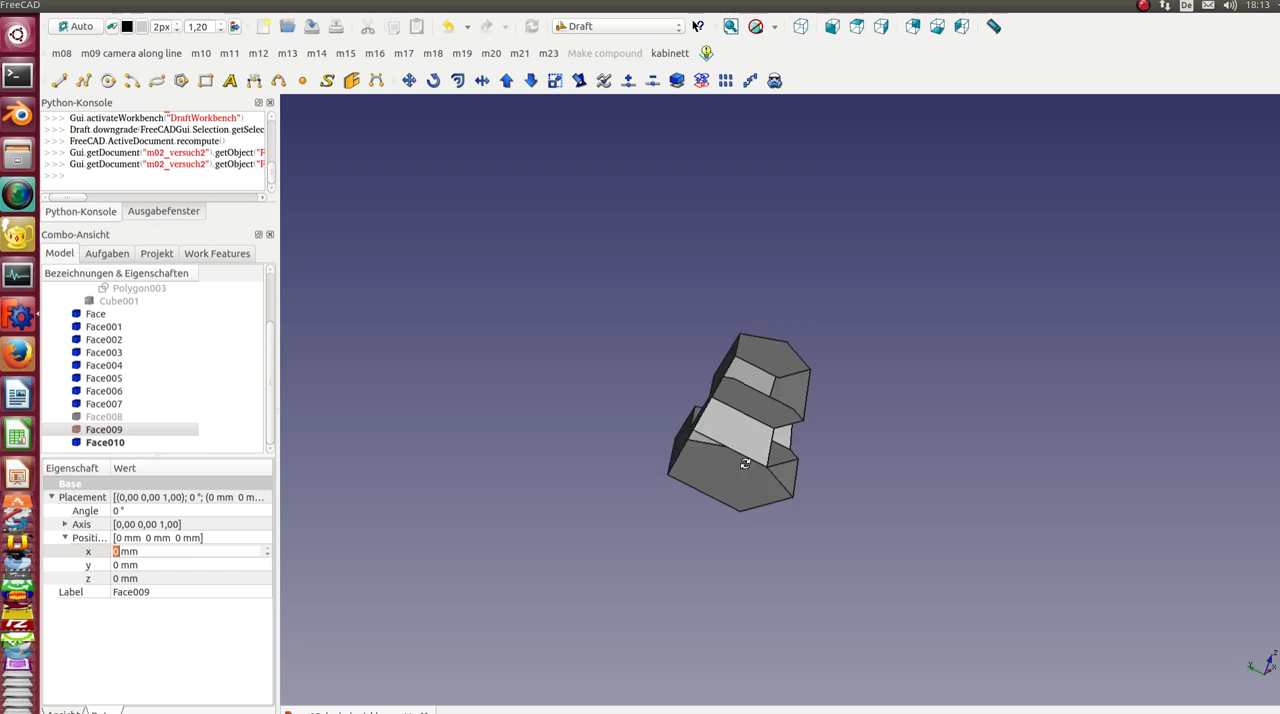 FreeCAD
De
18:13
Auto
2px
1,20
Draft
m08 m09 camera along line m10 m11 m12 m13 m14 m15 m16 m17 m18 m19 m20 m21 m23 Make compound kabinett
Python-Konsole
>>> Gui.activateWorkbench("DraftWorkbench")
>>> Draft.downgrade(FreeCADGui.Selection.getSelec
>>> FreeCAD.ActiveDocument.recompute()
>>> Gui.getDocument("m02_versuch2").getObject("F
>>> Gui.getDocument("m02_versuch2").getObject("F
>>>
Python-Konsole Ausgabefenster
Combo-Ansicht
Model Aufgaben Projekt Work Features
Bezeichnungen & Eigenschaften
Polygon003
Cube001
Face
Face001
Face002
Face003
Face004
Face005
Face006
Face007
Face008
Face009
Face010
Eigenschaft Wert
Base
Placement [(0,00 0,00 1,00); 0 °; (0 mm 0 m...
Angle 0 °
Axis [0,00 0,00 1,00]
Positi... [0 mm 0 mm 0 mm]
x 0 mm
y 0 mm
z 0 mm
Label Face009